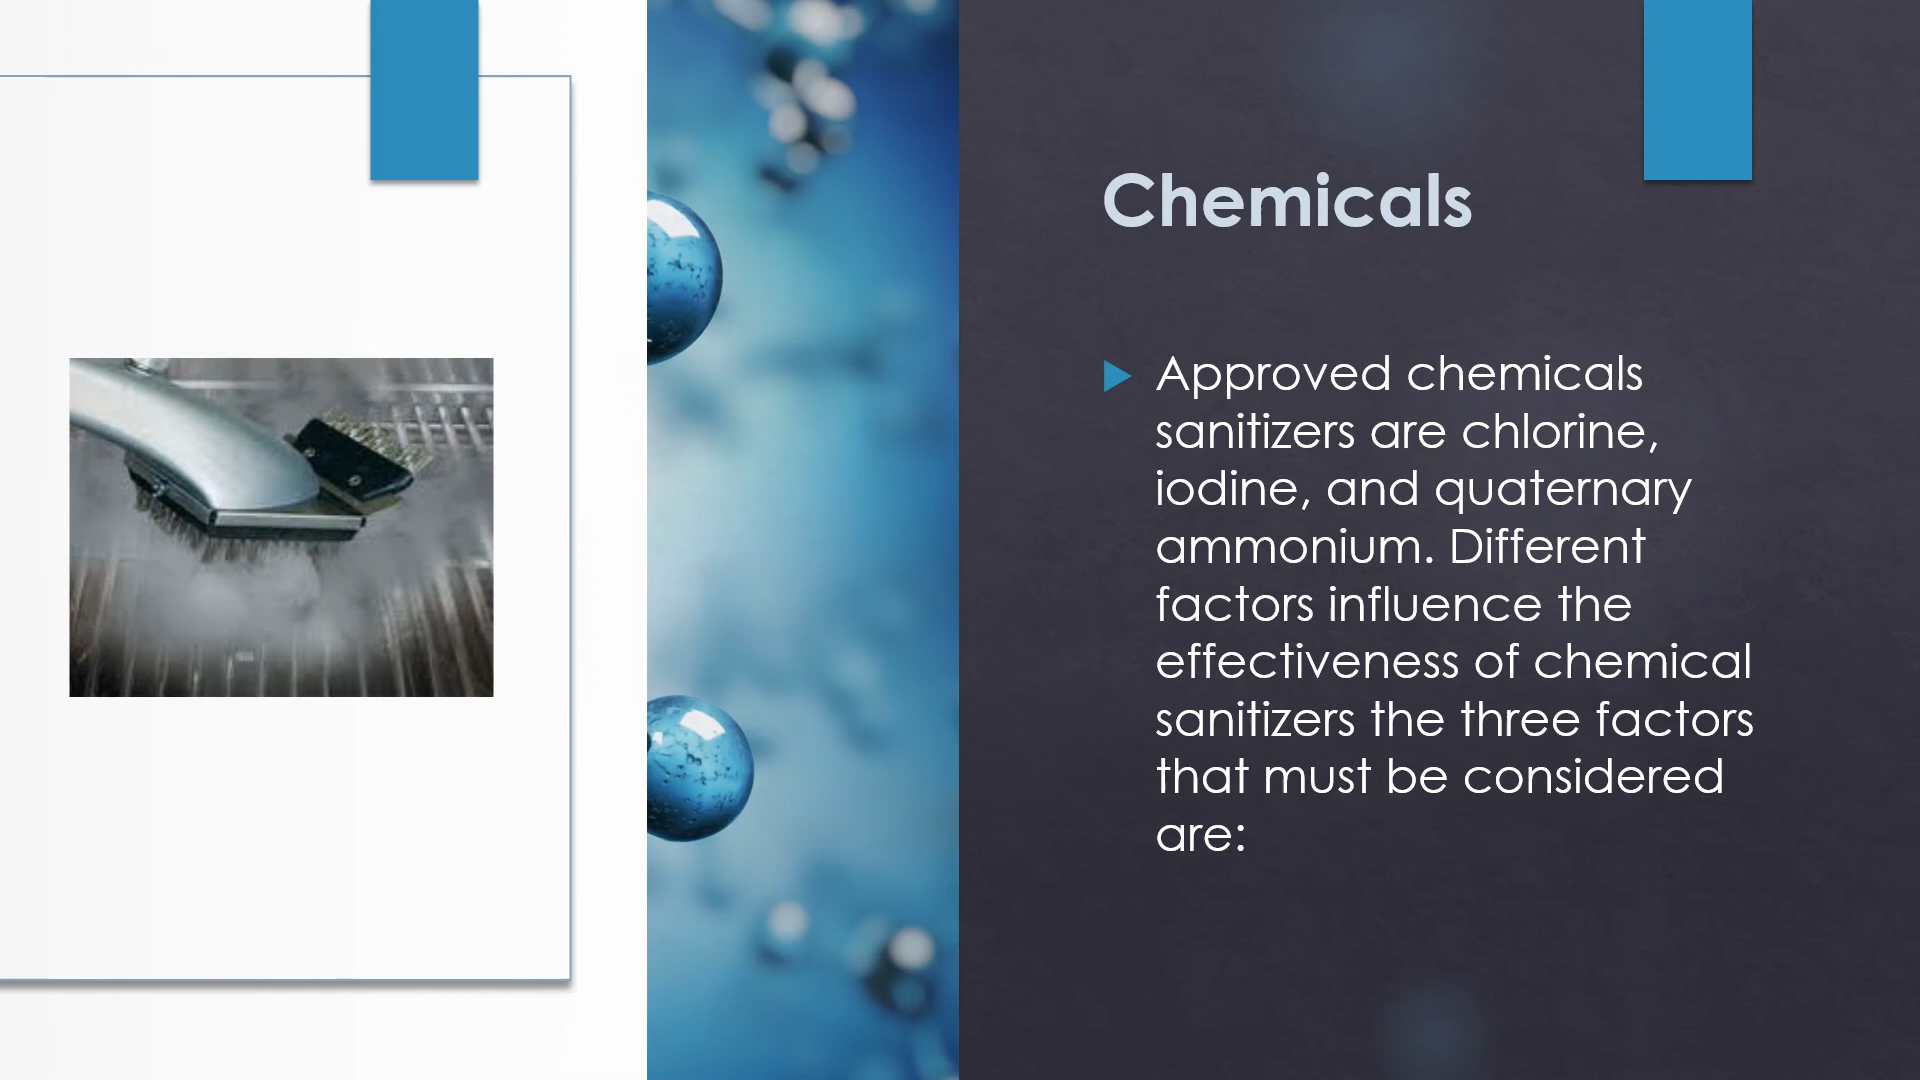 Chemicals
Approved chemicals
sanitizers are chlorine,
iodine, and quaternary
ammonium. Different
factors influence the
effectiveness of chemical
sanitizers the three factors
that must be considered
are: